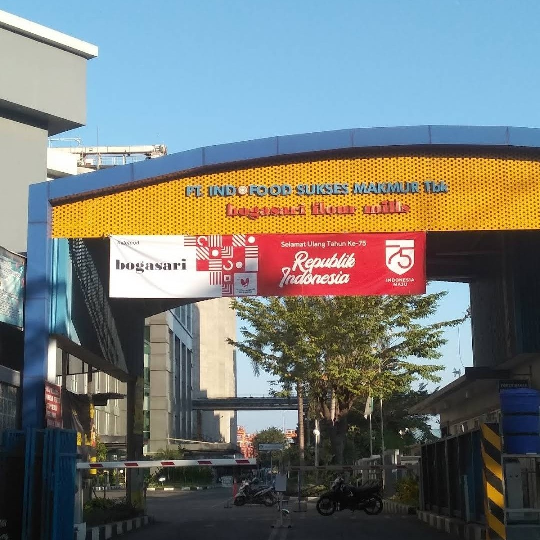 PT. INDOFOOD SUKSES MAKMUR Tbk
bogasari flour mills
bogasari
Selamat Ulang Tahun Ke-75
Republik
Indonesia
75
INDONESIA
MAJU